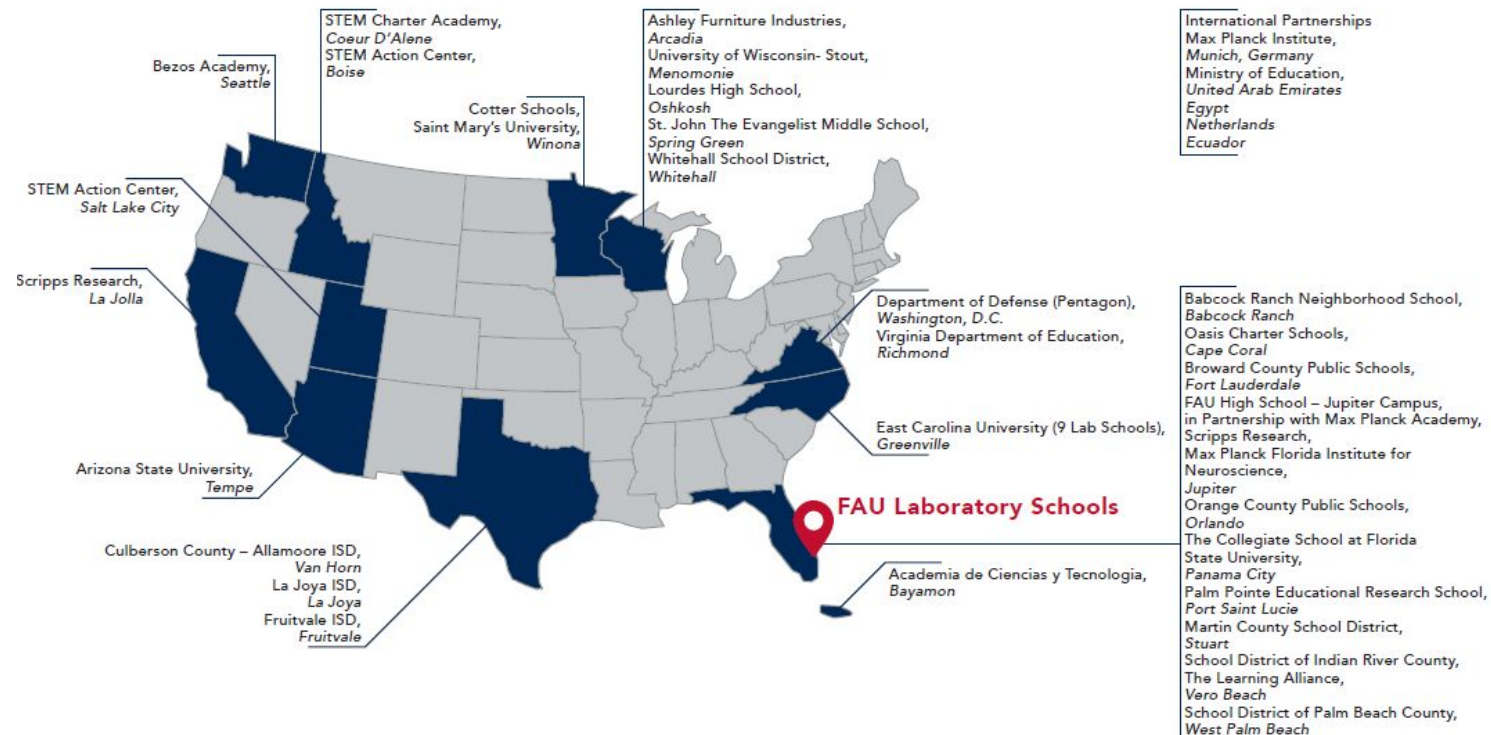 STEM Charter Academy,
Coeur D'Alene
STEM Action Center,
Boise
Bezos Academy,
Seattle
Cotter Schools,
Saint Mary's University,
Winona
Ashley Furniture Industries,
Arcadia
University of Wisconsin- Stout,
Menomonie
Lourdes High School,
Oshkosh
St. John The Evangelist Middle School,
Spring Green
Whitehall School District,
Whitehall
International Partnerships
Max Planck Institute,
Munich, Germany
Ministry of Education,
United Arab Emirates
Egypt
Netherlands
Ecuador
STEM Action Center,
Salt Lake City
Scripps Research,
La Jolla
Arizona State University,
Tempe
Culberson County – Allamoore ISD,
Van Horn
La Joya ISD,
La Joya
Fruitvale ISD,
Fruitvale
Department of Defense (Pentagon),
Washington, D.C.
Virginia Department of Education,
Richmond
East Carolina University (9 Lab Schools),
Greenville
FAU Laboratory Schools
Academia de Ciencias y Tecnologia,
Bayamon
Babcock Ranch Neighborhood School,
Babcock Ranch
Oasis Charter Schools,
Cape Coral
Broward County Public Schools,
Fort Lauderdale
FAU High School – Jupiter Campus,
in Partnership with Max Planck Academy,
Scripps Research,
Max Planck Florida Institute for
Neuroscience,
Jupiter
Orange County Public Schools,
Orlando
The Collegiate School at Florida
State University,
Panama City
Palm Pointe Educational Research School,
Port Saint Lucie
Martin County School District,
Stuart
School District of Indian River County,
The Learning Alliance,
Vero Beach
School District of Palm Beach County,
West Palm Beach